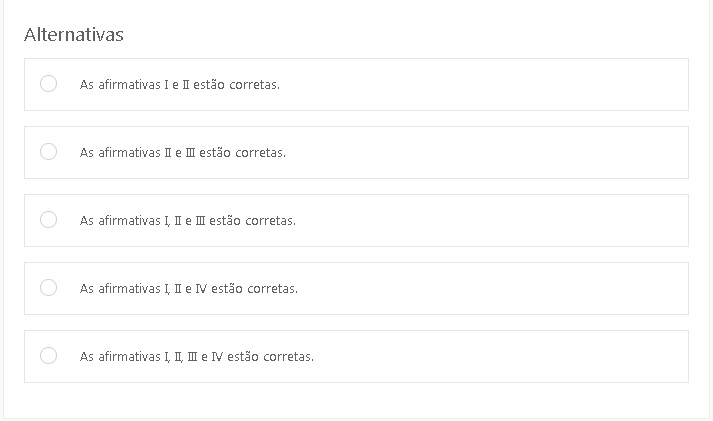 Alternativas
As afirmativas I e II estão corretas.
As afirmativas II e III estão corretas.
As afirmativas I, II e III estão corretas.
As afirmativas I, II e IV estão corretas.
As afirmativas I, II, III e IV estão corretas.